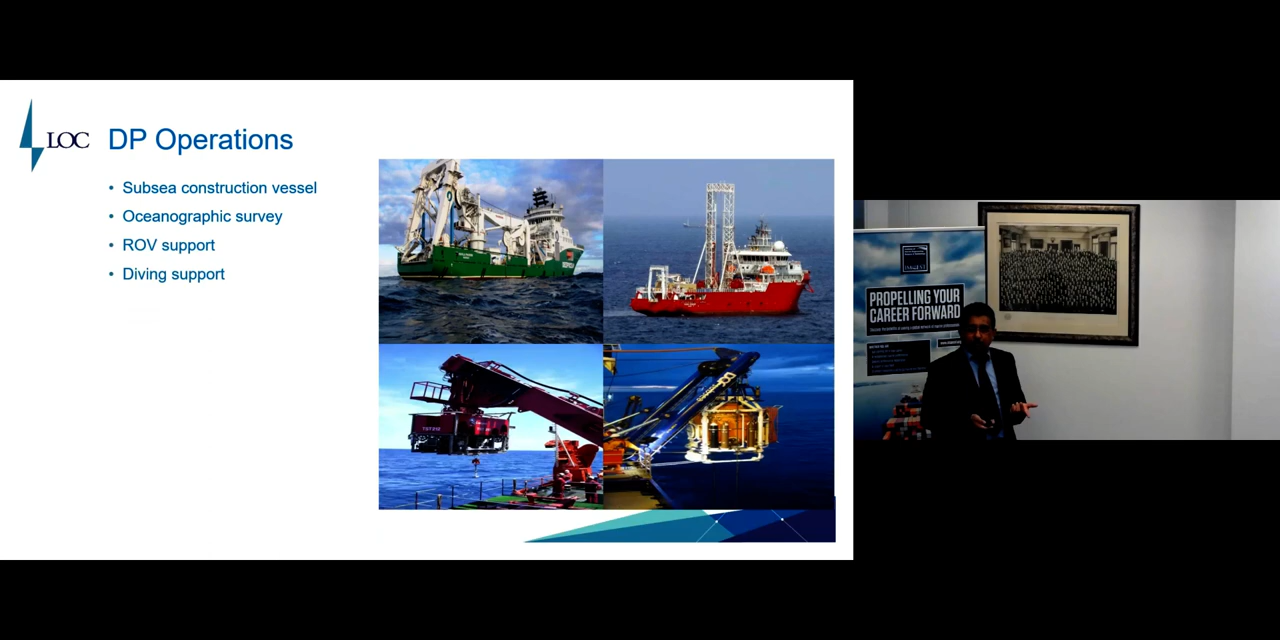 LOC
DP Operations
• Subsea construction vessel
• Oceanographic survey
• ROV support
• Diving support
PROPELLING YOUR
CAREER FORWARD